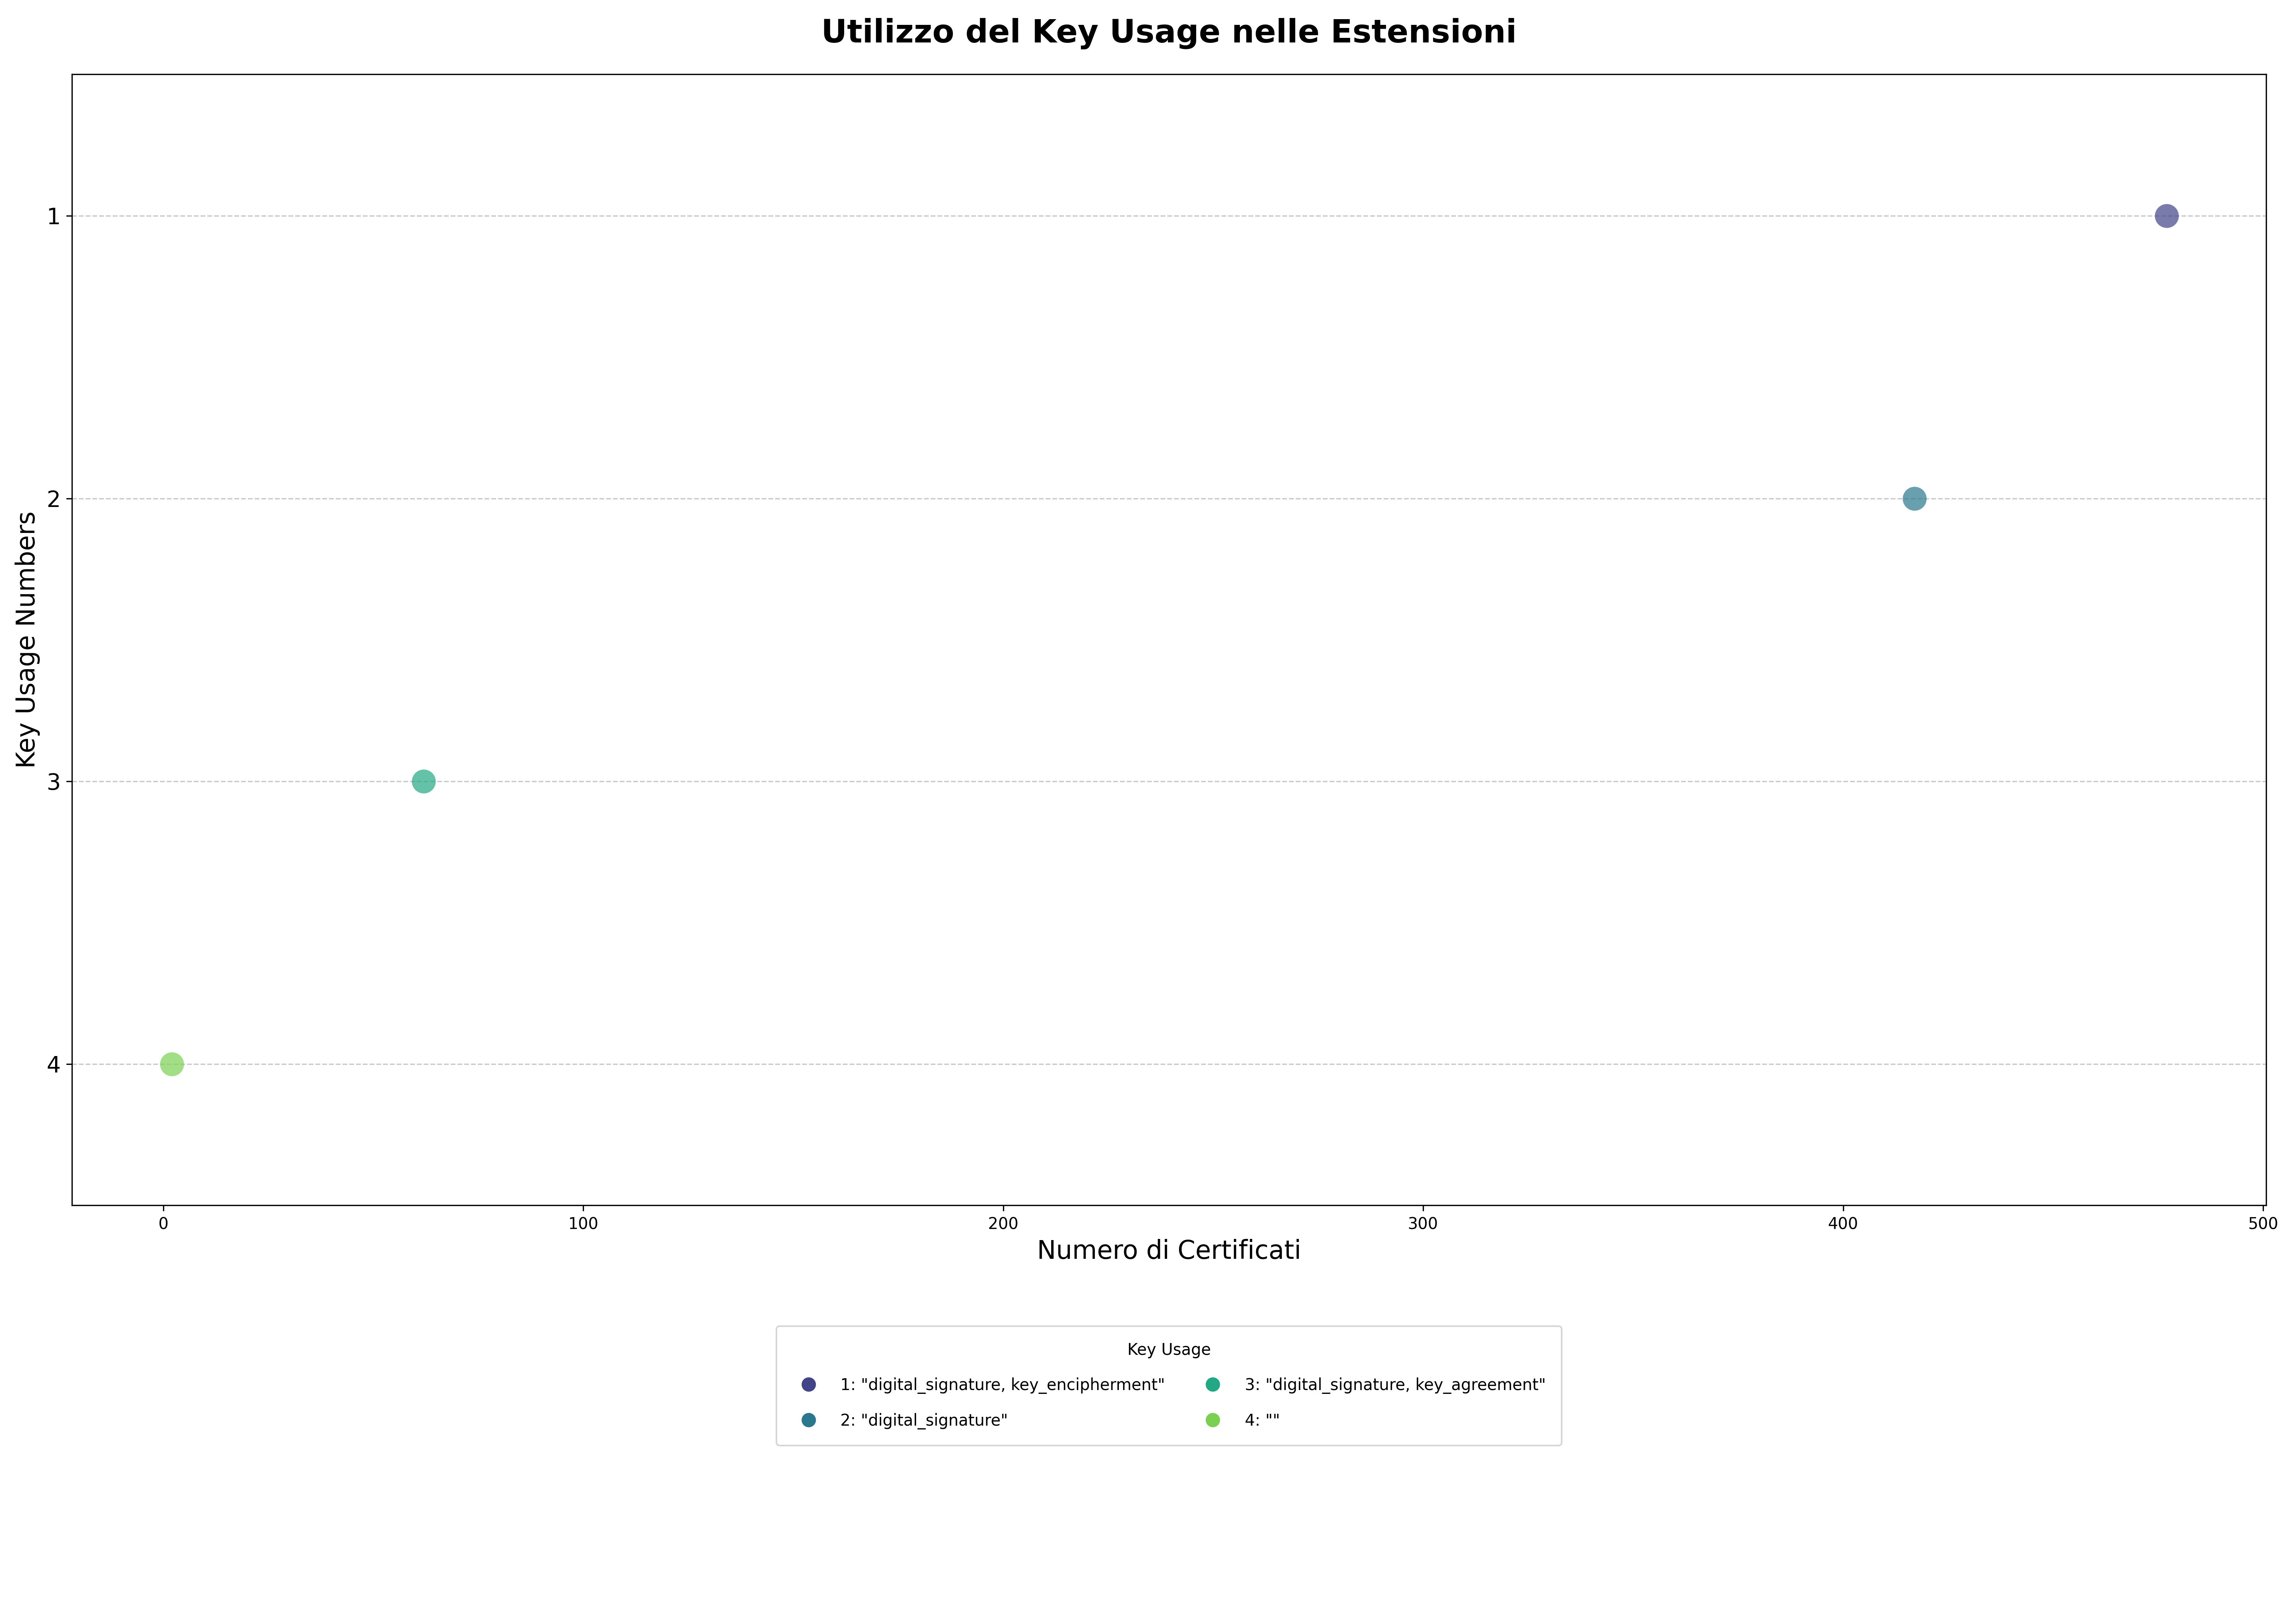 Utilizzo del Key Usage nelle Estensioni
Key Usage Numbers
1
2
3
4
0 100 200 300 400 500
Numero di Certificati
Key Usage
1: "digital_signature, key_encipherment"
2: "digital_signature"
3: "digital_signature, key_agreement"
4: ""